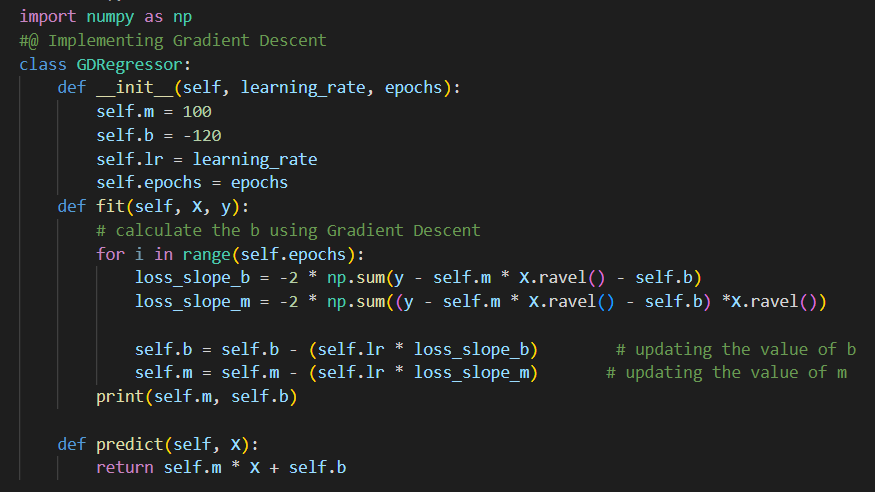 import numpy as np
#@ Implementing Gradient Descent
class GDRegressor:
    def __init__(self, learning_rate, epochs):
        self.m = 100
        self.b = -120
        self.lr = learning_rate
        self.epochs = epochs
    def fit(self, X, y):
        # calculate the b using Gradient Descent
        for i in range(self.epochs):
            loss_slope_b = -2 * np.sum(y - self.m * X.ravel() - self.b)
            loss_slope_m = -2 * np.sum((y - self.m * X.ravel() - self.b) *X.ravel())

            self.b = self.b - (self.lr * loss_slope_b)        # updating the value of b
            self.m = self.m - (self.lr * loss_slope_m)       # updating the value of m
        print(self.m, self.b)

    def predict(self, X):
        return self.m * X + self.b